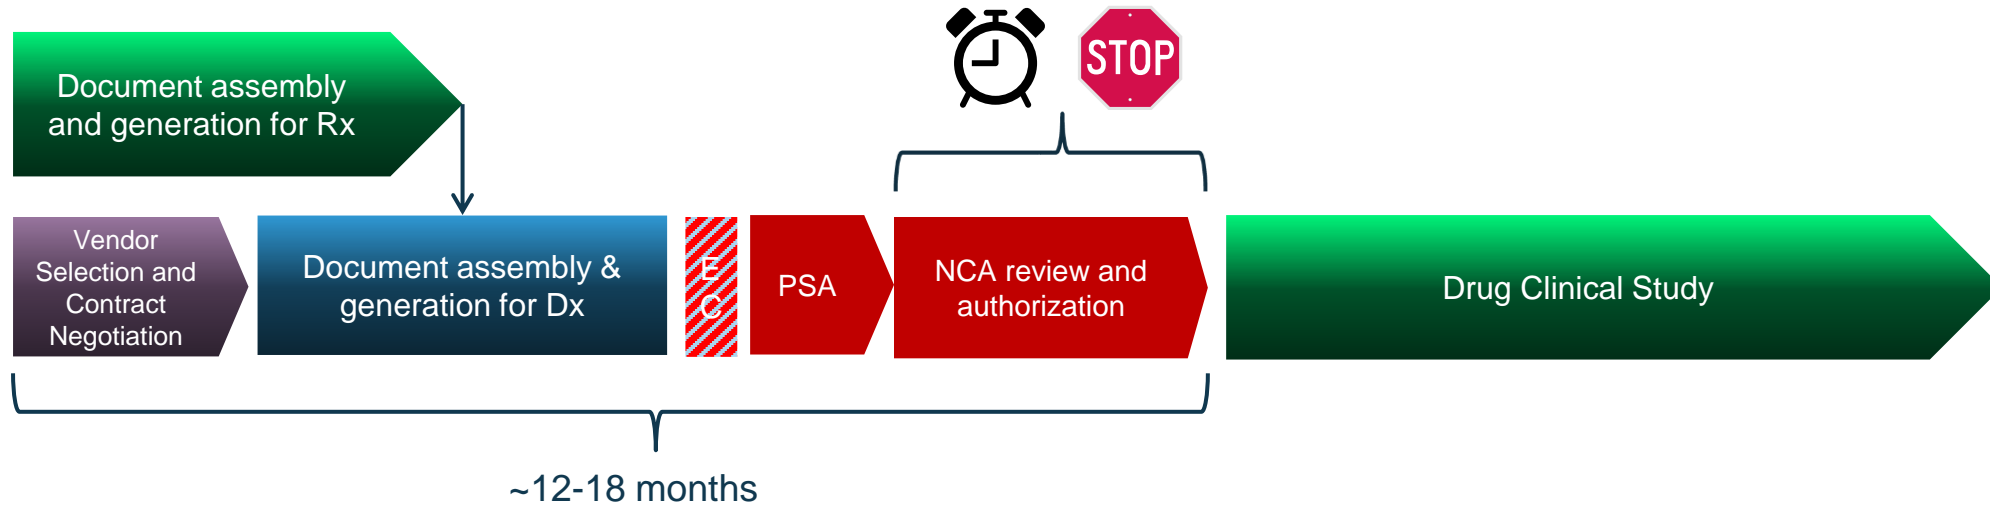 STOP
Document assembly
and generation for Rx
Vendor
Selection and
Contract
Negotiation
Document assembly &
generation for Dx
E
C
PSA
NCA review and
authorization
Drug Clinical Study
~12-18 months